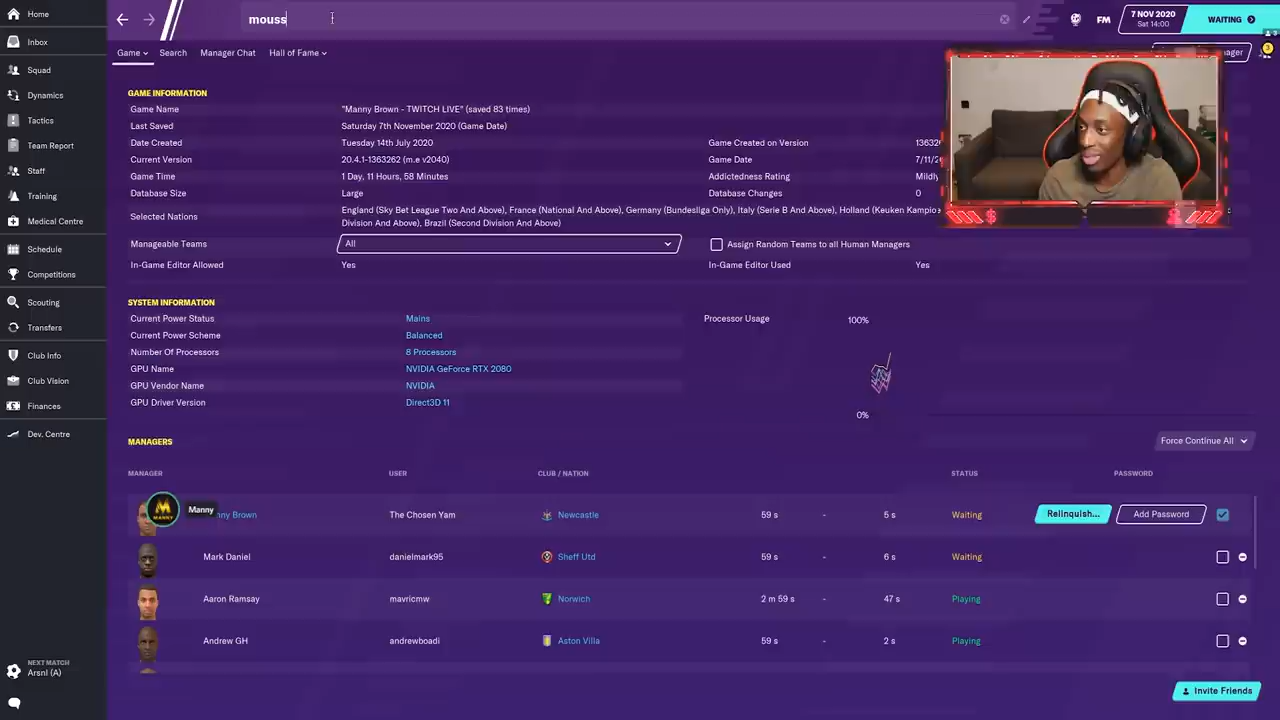 Home
Inbox
Squad
Dynamics
Tactics
Team Report
Staff
Training
Medical Centre
Schedule
Competitions
Scouting
Transfers
Club Info
Club Vision
Finances
Dev. Centre
NEXT MATCH
Arsnl (A)
mouss
FM
7 NOV 2020
Sat 14:00
WAITING
3
Game
Search
Manager Chat
Hall of Fame
3
GAME INFORMATION
Game Name "Manny Brown - TWITCH LIVE" (saved 83 times)
Last Saved Saturday 7th November 2020 (Game Date)
Date Created Tuesday 14th July 2020 Game Created on Version
Current Version 20.4.1-1363262 (m.e v2040) Game Date
Game Time 1 Day, 11 Hours, 58 Minutes Addictedness Rating Mildly
Database Size Large Database Changes 0
Selected Nations England (Sky Bet League Two And Above), France (National And Above), Germany (Bundesliga Only), Italy (Serie B And Above), Holland (Keuken Kampio
Division And Above), Brazil (Second Division And Above)
Manageable Teams All Assign Random Teams to all Human Managers
In-Game Editor Allowed Yes In-Game Editor Used Yes
SYSTEM INFORMATION
Current Power Status Mains Processor Usage 100%
Current Power Scheme Balanced
Number Of Processors 8 Processors
GPU Name NVIDIA GeForce RTX 2080
GPU Vendor Name NVIDIA
GPU Driver Version Direct3D 11 0%
MANAGERS Force Continue All
MANAGER USER CLUB / NATION STATUS PASSWORD
MANNY Manny nny Brown The Chosen Yam Newcastle 59 s - 5 s Waiting Relinquish... Add Password
Mark Daniel danielmark95 Sheff Utd 59 s - 6 s Waiting
Aaron Ramsay mavricmw Norwich 2 m 59 s - 47 s Playing
Andrew GH andrewboadi Aston Villa 59 s - 2 s Playing
Invite Friends